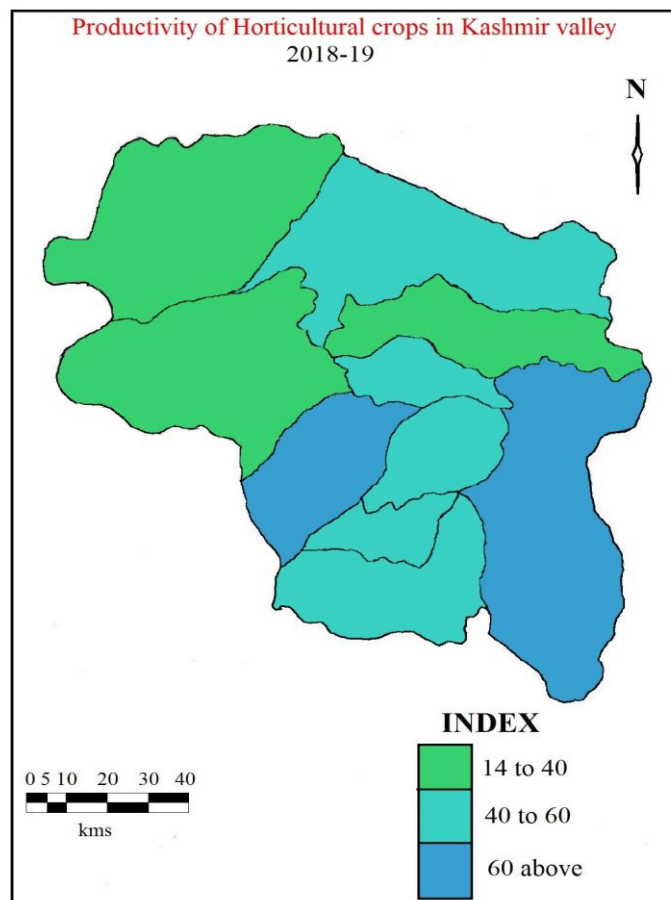 Productivity of Horticultural crops in Kashmir valley
2018-19
N
INDEX
14 to 40
40 to 60
60 above
0 5 10 20 30 40
kms